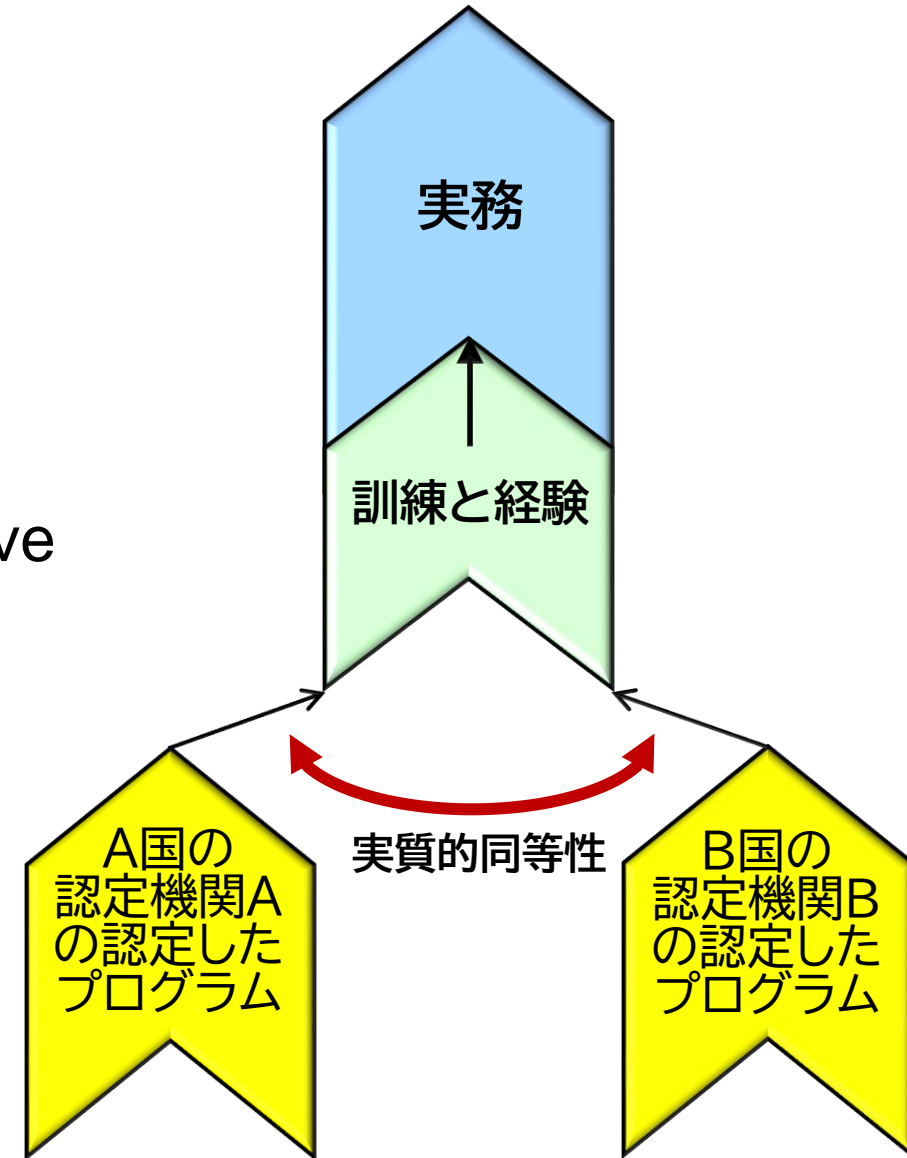 実務
訓練と経験
ve
実質的同等性
A国の
認定機関A
の認定した
プログラム
B国の
認定機関B
の認定した
プログラム